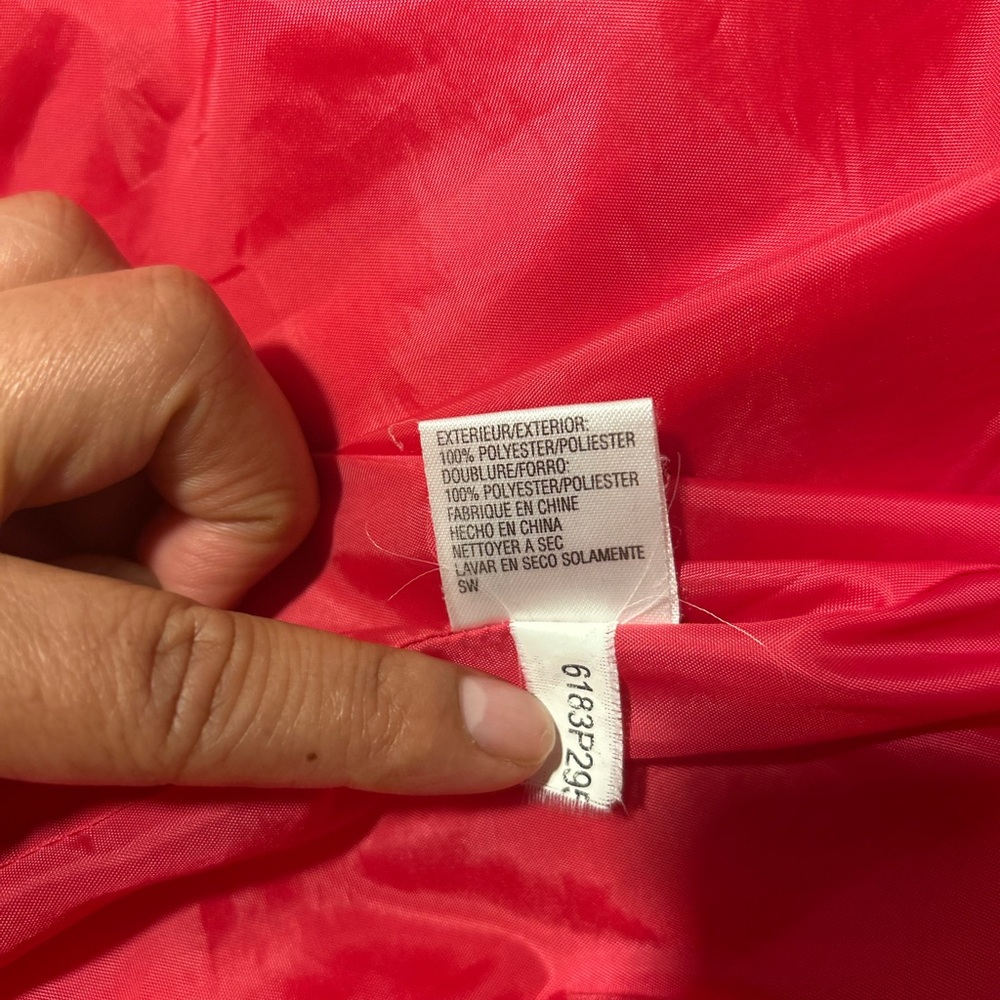 EXTERIEUR/EXTERIOR:
100% POLYESTER/POLIESTER
DOUBLURE/FORRO:
100% POLYESTER/POLIESTER
FABRIQUE EN CHINE
HECHO EN CHINA
NETTOYER A SEC
LAVAR EN SECO SOLAMENTE
SW
6183P295